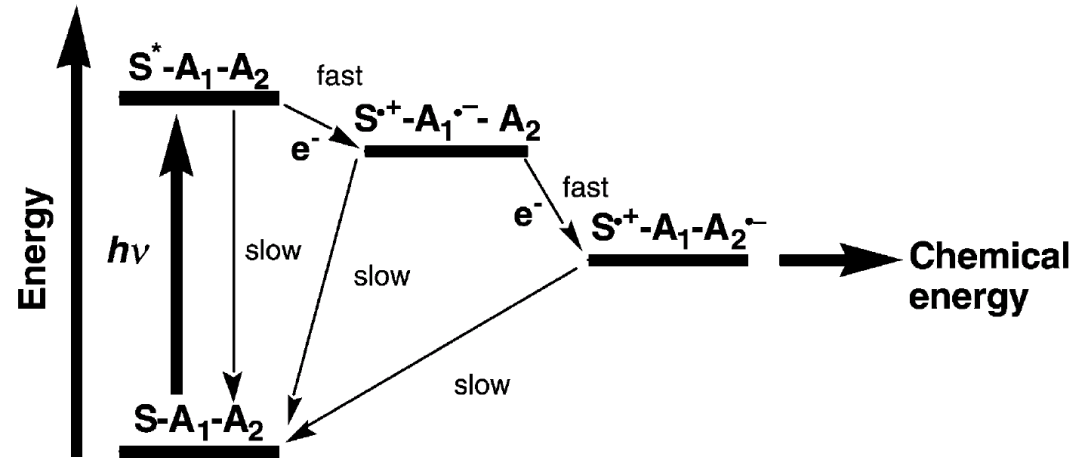 S*-A₁-A₂
fast
S•⁺-A₁•⁻- A₂
e⁻
fast
e⁻
S•⁺-A₁-A₂•⁻
Energy
hν
slow
slow
Chemical
energy
slow
S-A₁-A₂